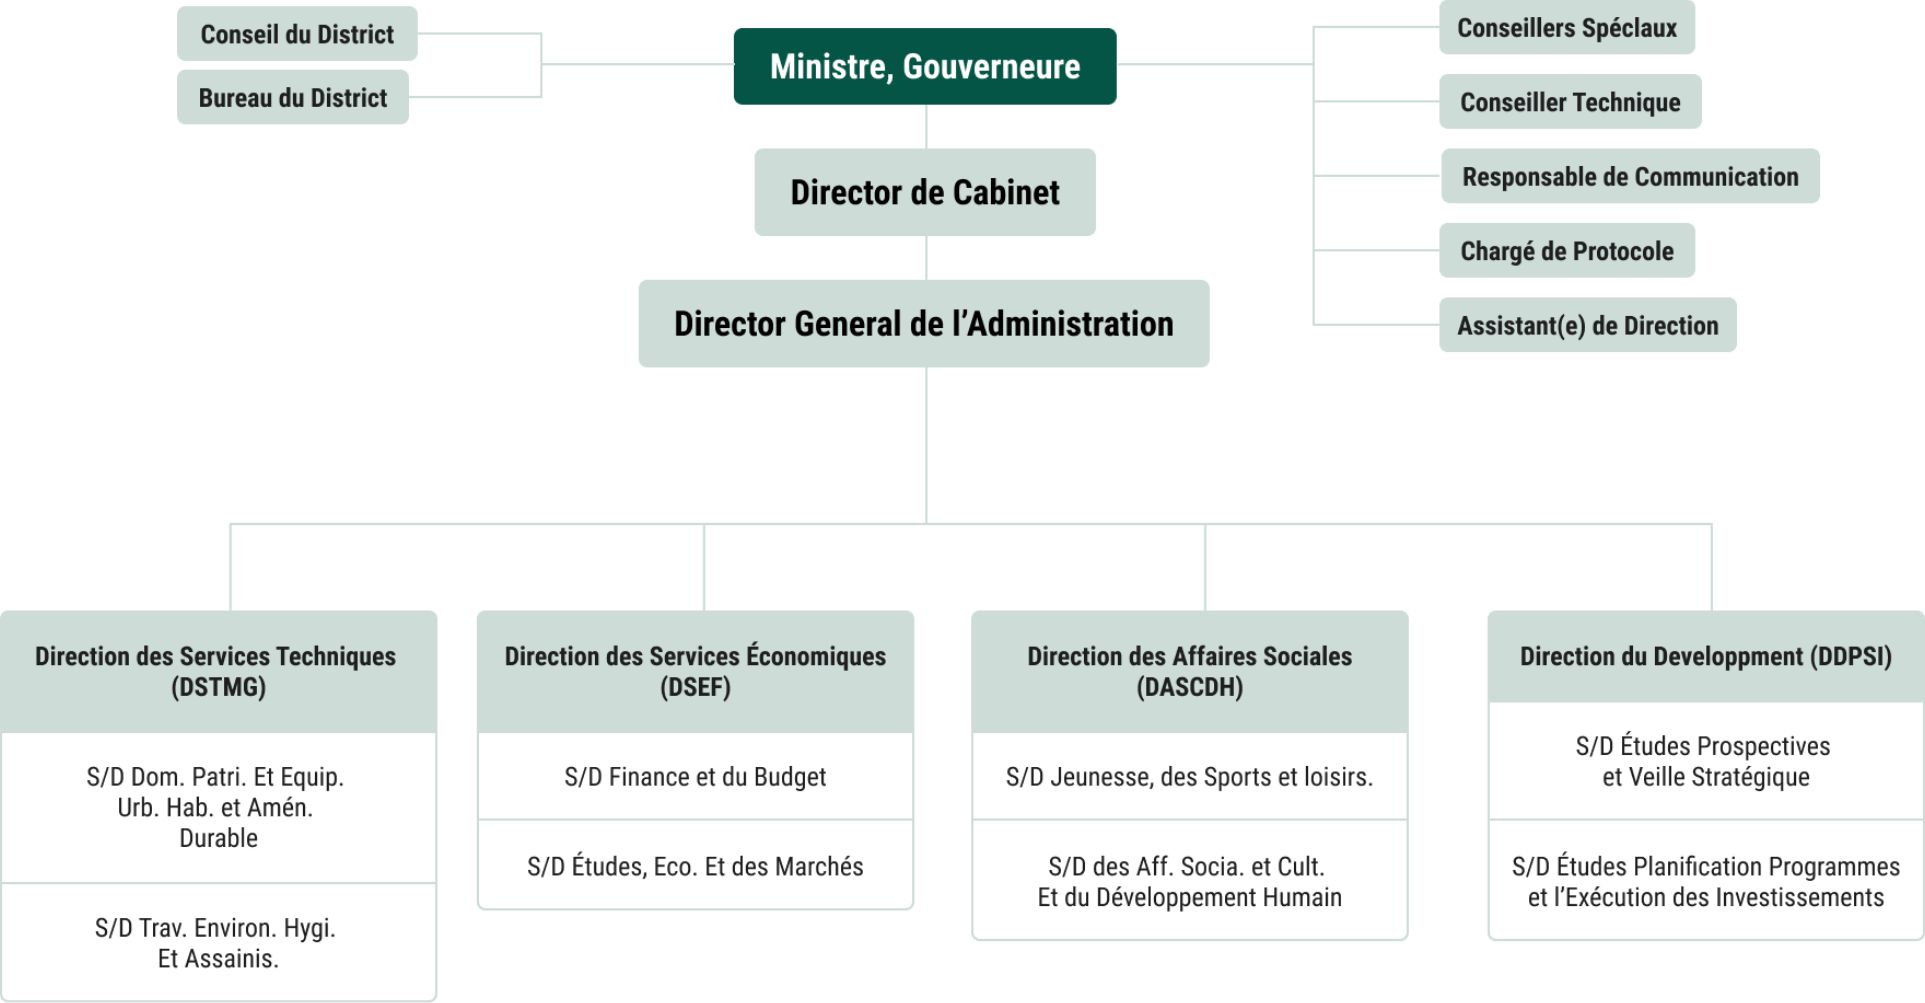 Conseil du District
Bureau du District
Ministre, Gouverneure
Conseillers Spéclaux
Conseiller Technique
Responsable de Communication
Chargé de Protocole
Assistant(e) de Direction
Director de Cabinet
Director General de l’Administration
Direction des Services Techniques
(DSTMG)
S/D Dom. Patri. Et Equip.
Urb. Hab. et Amén.
Durable
S/D Trav. Environ. Hygi.
Et Assainis.
Direction des Services Économiques
(DSEF)
S/D Finance et du Budget
S/D Études, Eco. Et des Marchés
Direction des Affaires Sociales
(DASCDH)
S/D Jeunesse, des Sports et loisirs.
S/D des Aff. Socia. et Cult.
Et du Développement Humain
Direction du Developpment (DDPSI)
S/D Études Prospectives
et Veille Stratégique
S/D Études Planification Programmes
et l’Exécution des Investissements